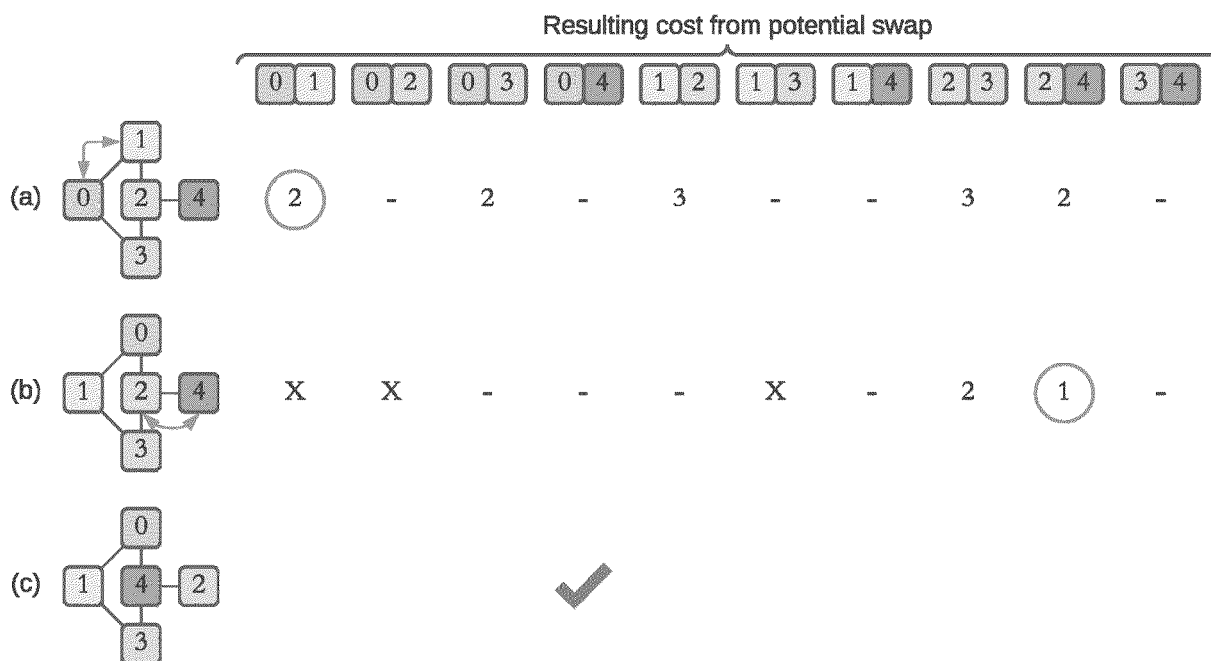 Resulting cost from potential swap
0 1 0 2 0 3 0 4 1 2 1 3 1 4 2 3 2 4 3 4
1
(a) 0 2 4 2 - 2 - 3 - - 3 2 -
3
0
(b) 1 2 4 X X - - - X - 2 1 -
3
0
(c) 1 4 2
3